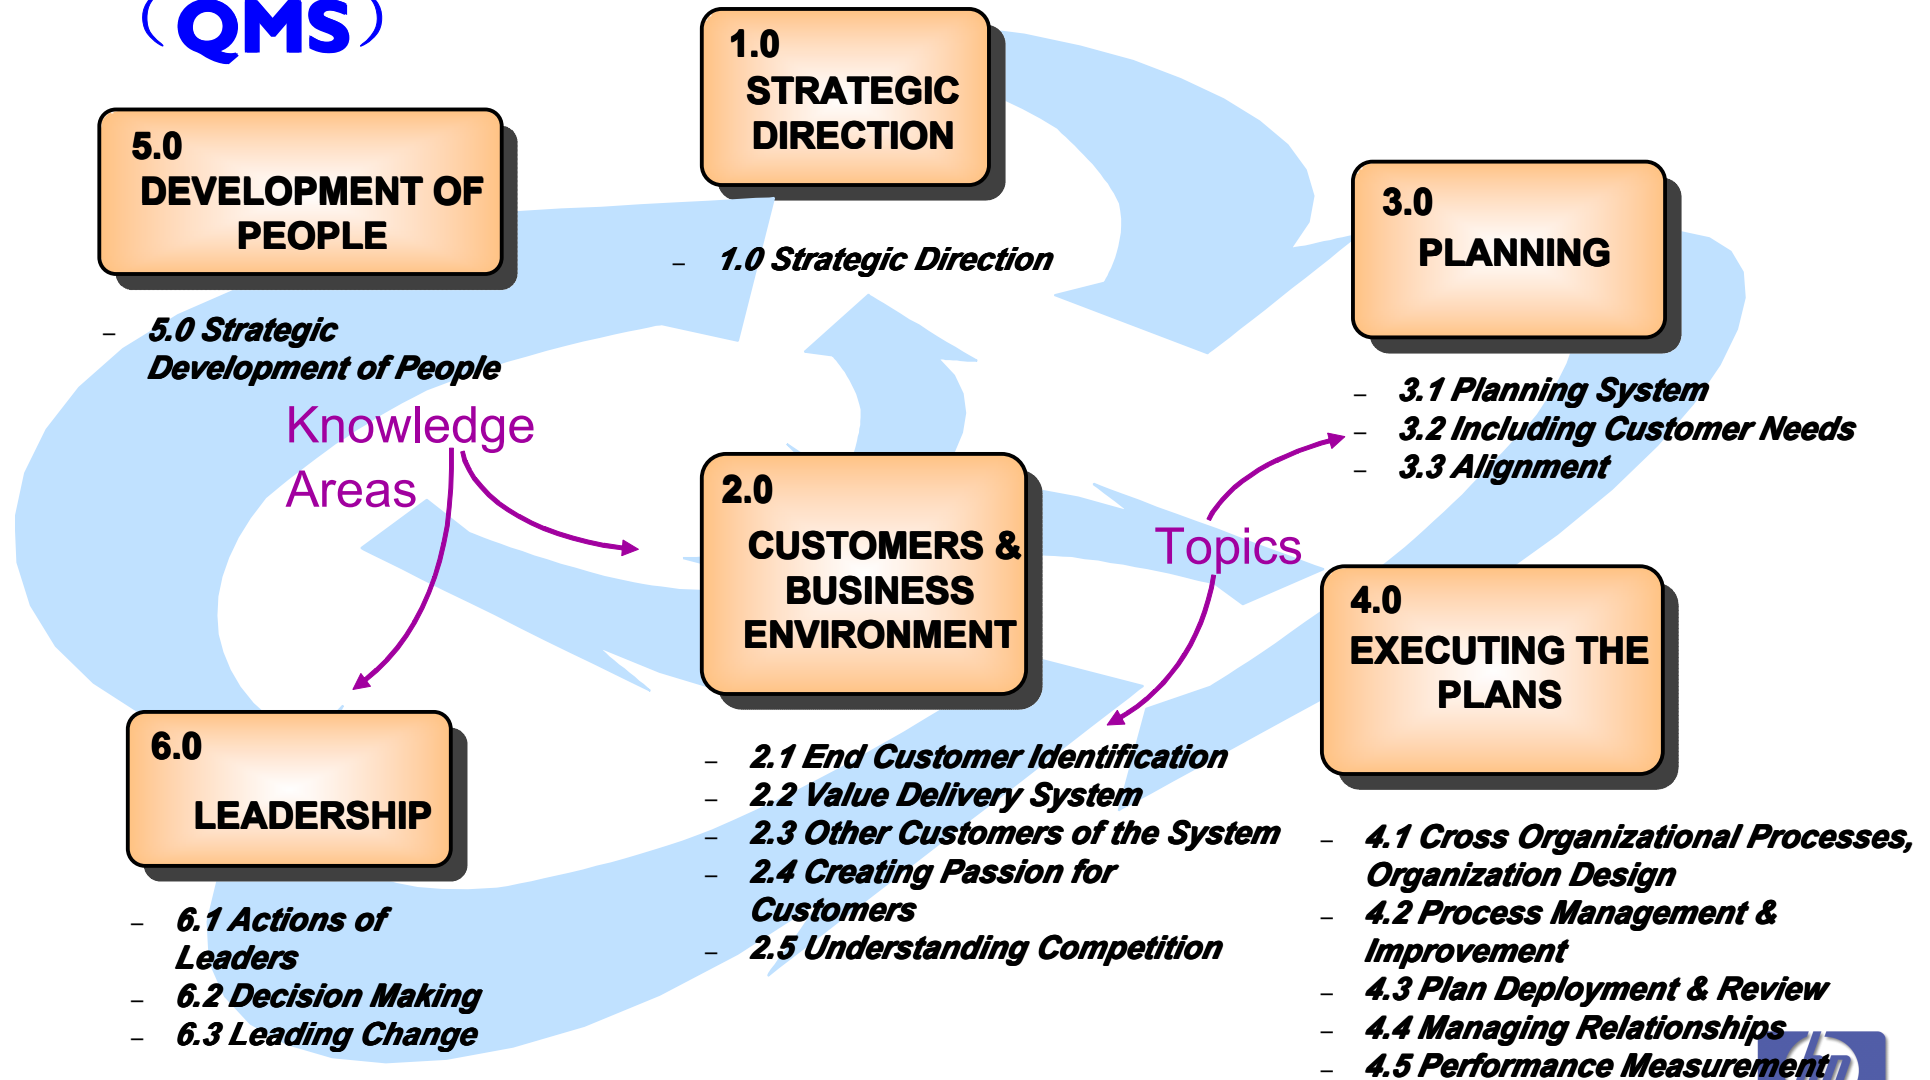 (QMS)
1.0
STRATEGIC
DIRECTION
– 1.0 Strategic Direction
5.0
DEVELOPMENT OF
PEOPLE
– 5.0 Strategic
Development of People
3.0
PLANNING
– 3.1 Planning System
– 3.2 Including Customer Needs
– 3.3 Alignment
Knowledge
Areas
Topics
2.0
CUSTOMERS &
BUSINESS
ENVIRONMENT
– 2.1 End Customer Identification
– 2.2 Value Delivery System
– 2.3 Other Customers of the System
– 2.4 Creating Passion for
Customers
– 2.5 Understanding Competition
4.0
EXECUTING THE
PLANS
– 4.1 Cross Organizational Processes,
Organization Design
– 4.2 Process Management &
Improvement
– 4.3 Plan Deployment & Review
– 4.4 Managing Relationships
– 4.5 Performance Measurement
hp
6.0
LEADERSHIP
– 6.1 Actions of
Leaders
– 6.2 Decision Making
– 6.3 Leading Change